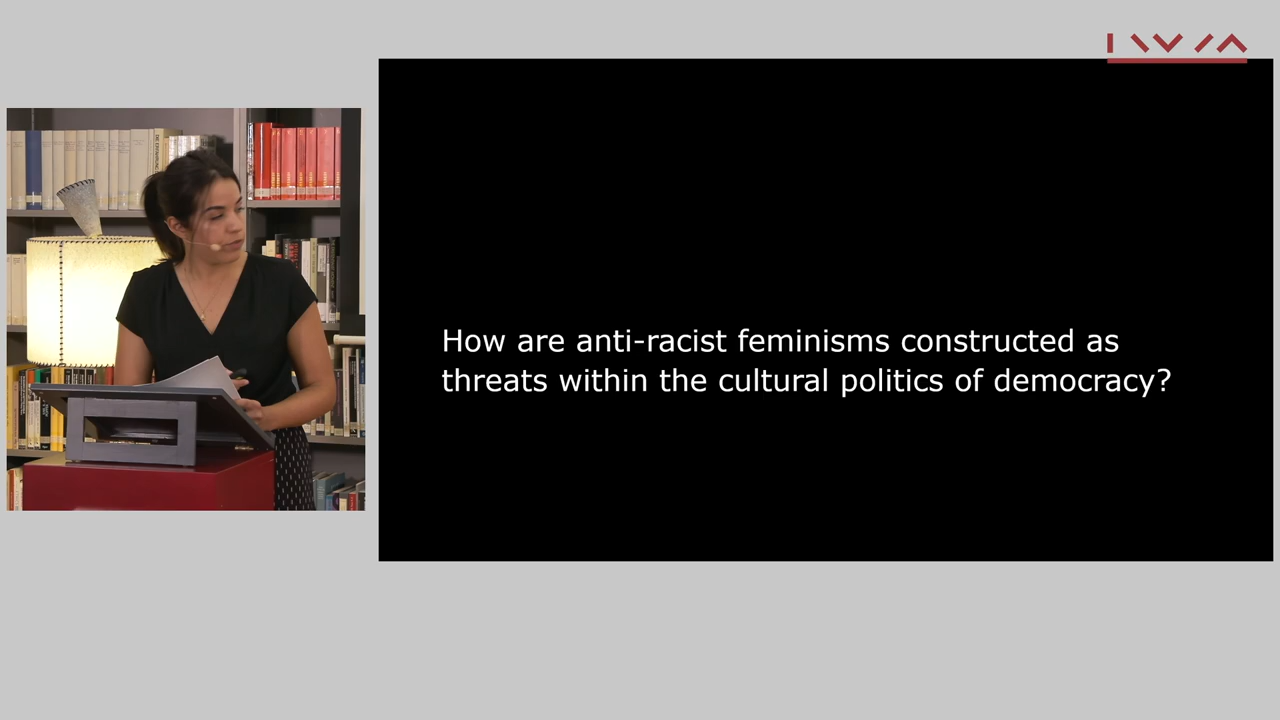 How are anti-racist feminisms constructed as
threats within the cultural politics of democracy?